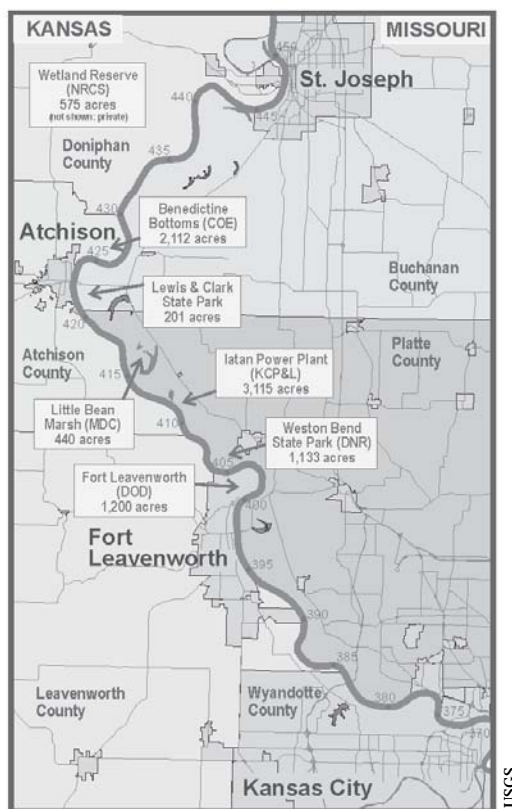 KANSAS
MISSOURI
450
Wetland Reserve
(NRCS)
575 acres
(not shown: private)
St. Joseph
440
445
Doniphan
County
435
430
Benedictine
Bottoms (COE)
2,112 acres
Atchison
425
Buchanan
County
Lewis & Clark
State Park
201 acres
420
Platte
County
Atchison
County
Iatan Power Plant
(KCP&L)
3,115 acres
415
Little Bean
Marsh (MDC)
440 acres
410
Weston Bend
State Park (DNR)
1,133 acres
405
Fort Leavenworth
(DOD)
1,200 acres
400
Fort
Leavenworth
395
390
385
Leavenworth
County
Wyandotte
County
380
375
370
Kansas City
USGS